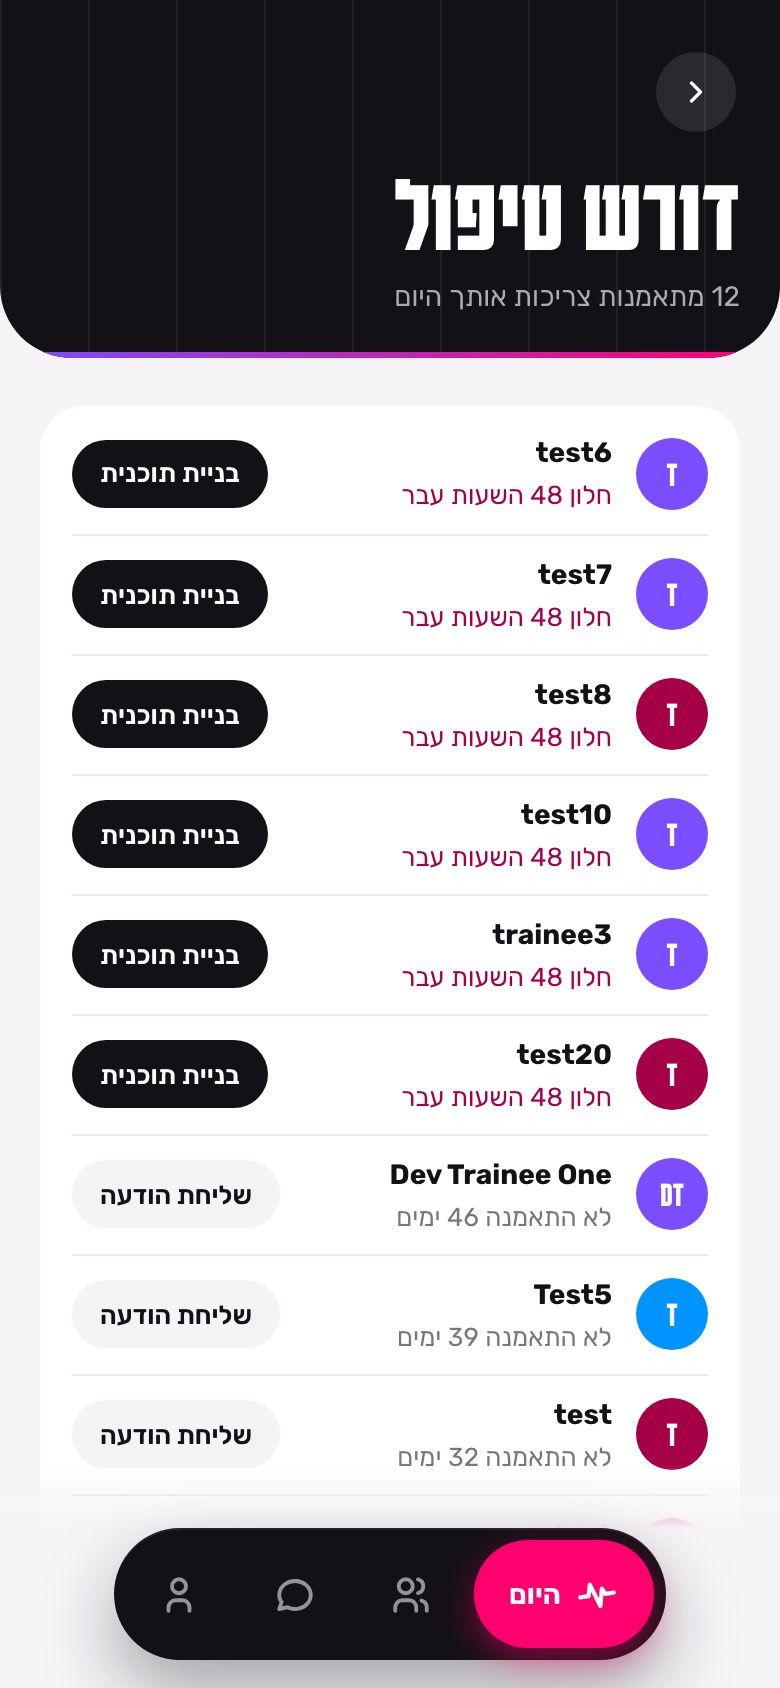 דורש טיפול
12 מתאמנות צריכות אותך היום
T
test6
חלון 48 השעות עבר
בניית תוכנית
T
test7
חלון 48 השעות עבר
בניית תוכנית
T
test8
חלון 48 השעות עבר
בניית תוכנית
T
test10
חלון 48 השעות עבר
בניית תוכנית
T
trainee3
חלון 48 השעות עבר
בניית תוכנית
T
test20
חלון 48 השעות עבר
בניית תוכנית
DT
Dev Trainee One
לא התאמנה 46 ימים
שליחת הודעה
T
Test5
לא התאמנה 39 ימים
שליחת הודעה
T
test
לא התאמנה 32 ימים
שליחת הודעה
היום